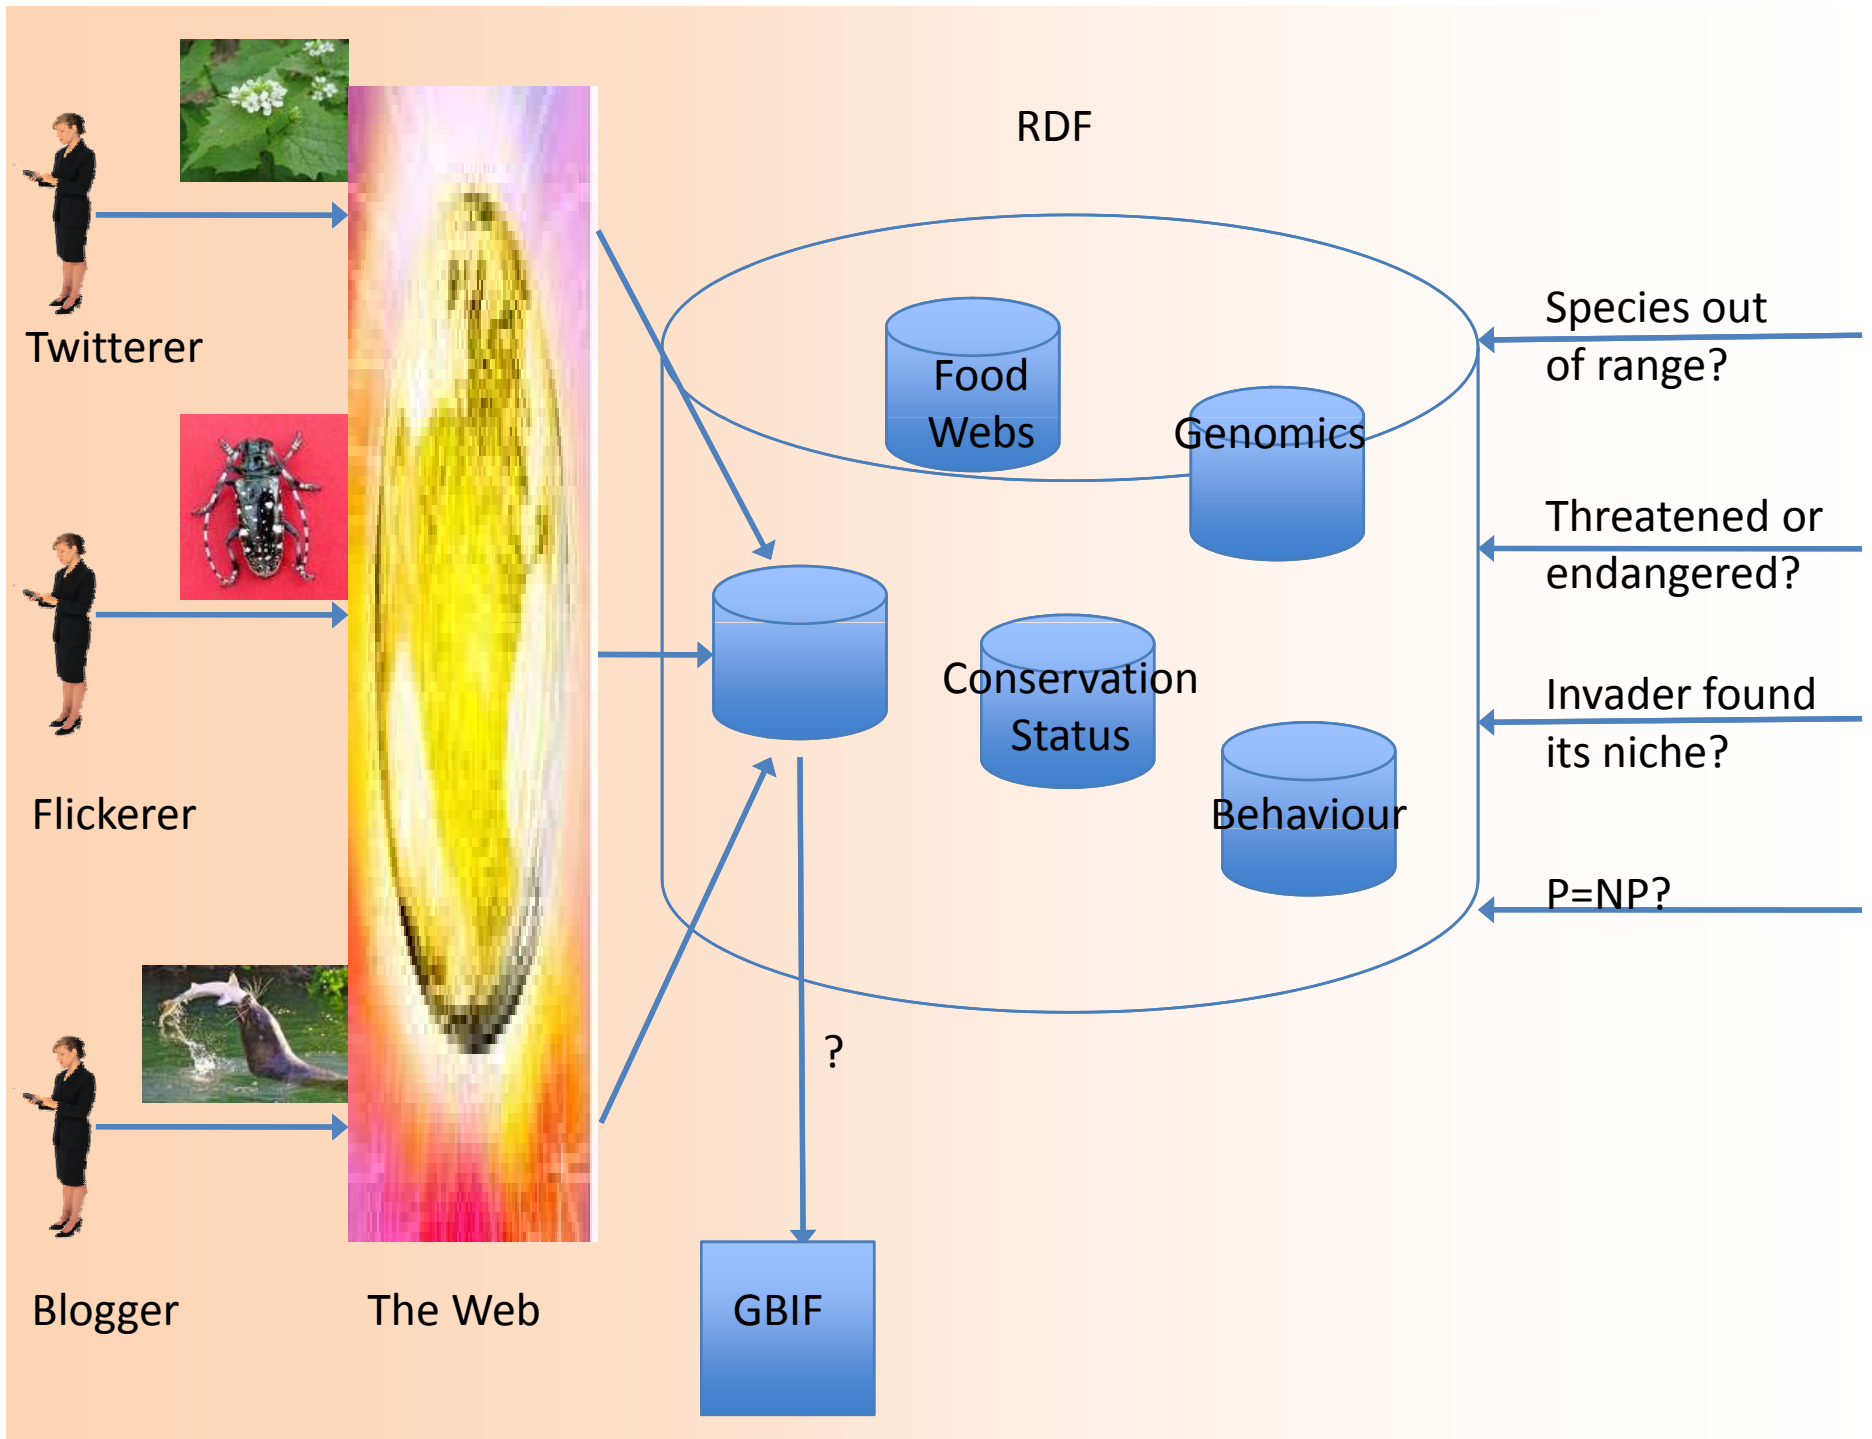 RDF
Twitterer
Flickerer
Blogger
The Web
Food
Webs
Genomics
Conservation
Status
Behaviour
?
GBIF
Species out
of range?
Threatened or
endangered?
Invader found
its niche?
P=NP?